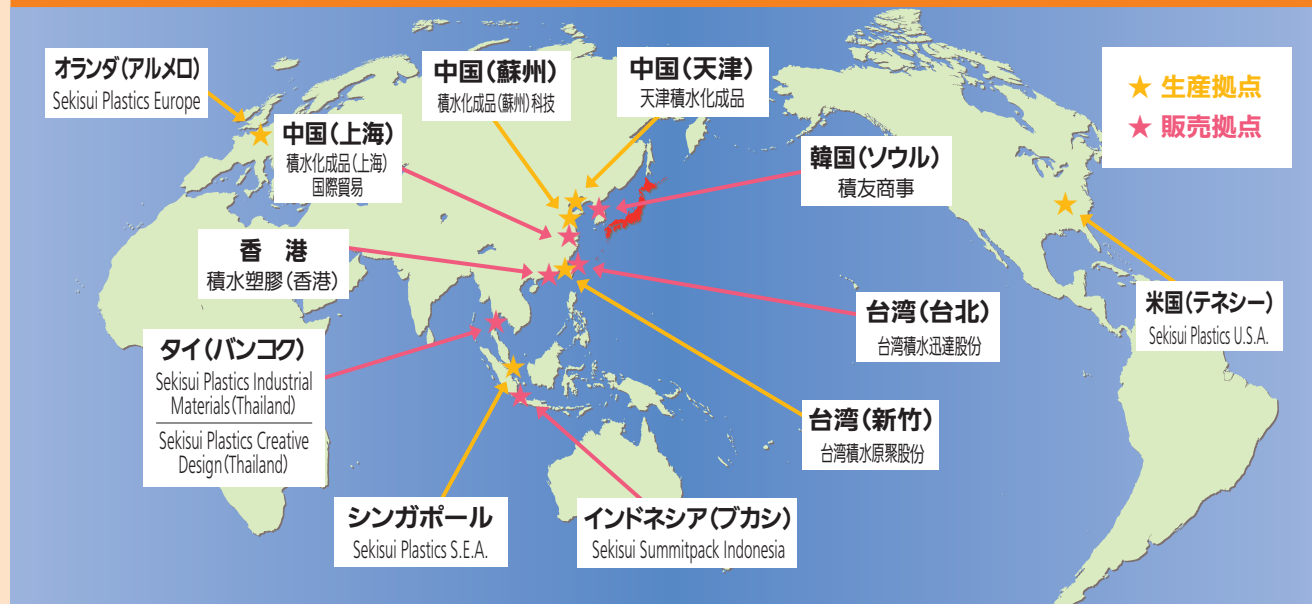 オランダ(アルメロ)
Sekisui Plastics Europe
中国(上海)
積水化成品(上海)
国際貿易
中国(蘇州)
積水化成品(蘇州)科技
中国(天津)
天津積水化成品
★ 生産拠点
★ 販売拠点
韓国(ソウル)
積友商事
香 港
積水塑膠(香港)
タイ(バンコク)
Sekisui Plastics Industrial
Materials(Thailand)
Sekisui Plastics Creative
Design(Thailand)
台湾(台北)
台湾積水迅達股份
米国(テネシー)
Sekisui Plastics U.S.A.
台湾(新竹)
台湾積水原聚股份
シンガポール
Sekisui Plastics S.E.A.
インドネシア(ブカシ)
Sekisui Summitpack Indonesia